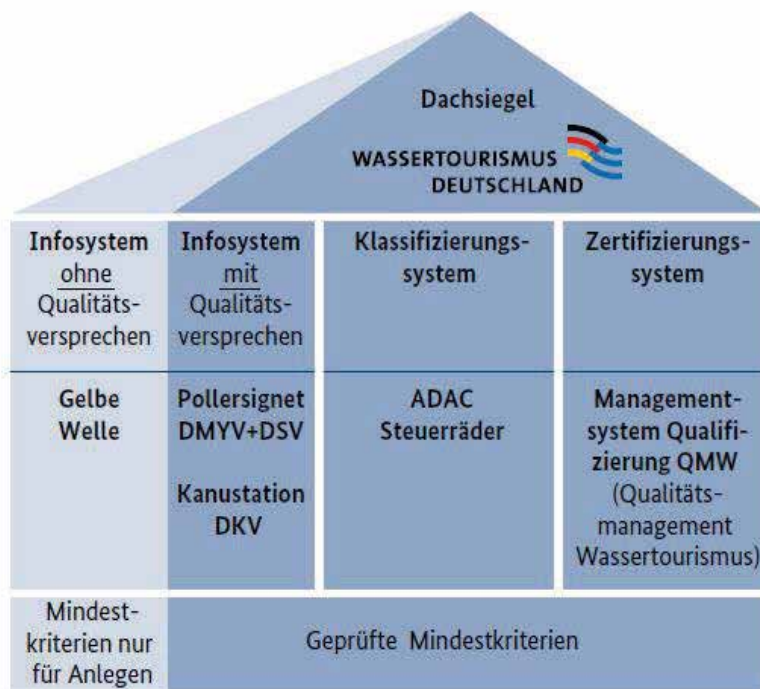 Dachsiegel
WASSERTOURISMUS
DEUTSCHLAND
Infosystem
ohne
Qualitäts-
versprechen
Infosystem
mit
Qualitäts-
versprechen
Klassifizierungs-
system
Zertifizierungs-
system
Gelbe
Welle
Pollersignet
DMYV+DSV
Kanustation
DKV
ADAC
Steuerräder
Management-
system Qualifi-
zierung QMW
(Qualitäts-
management
Wassertourismus)
Mindest-
kriterien nur
für Anlegen
Geprüfte Mindestkriterien